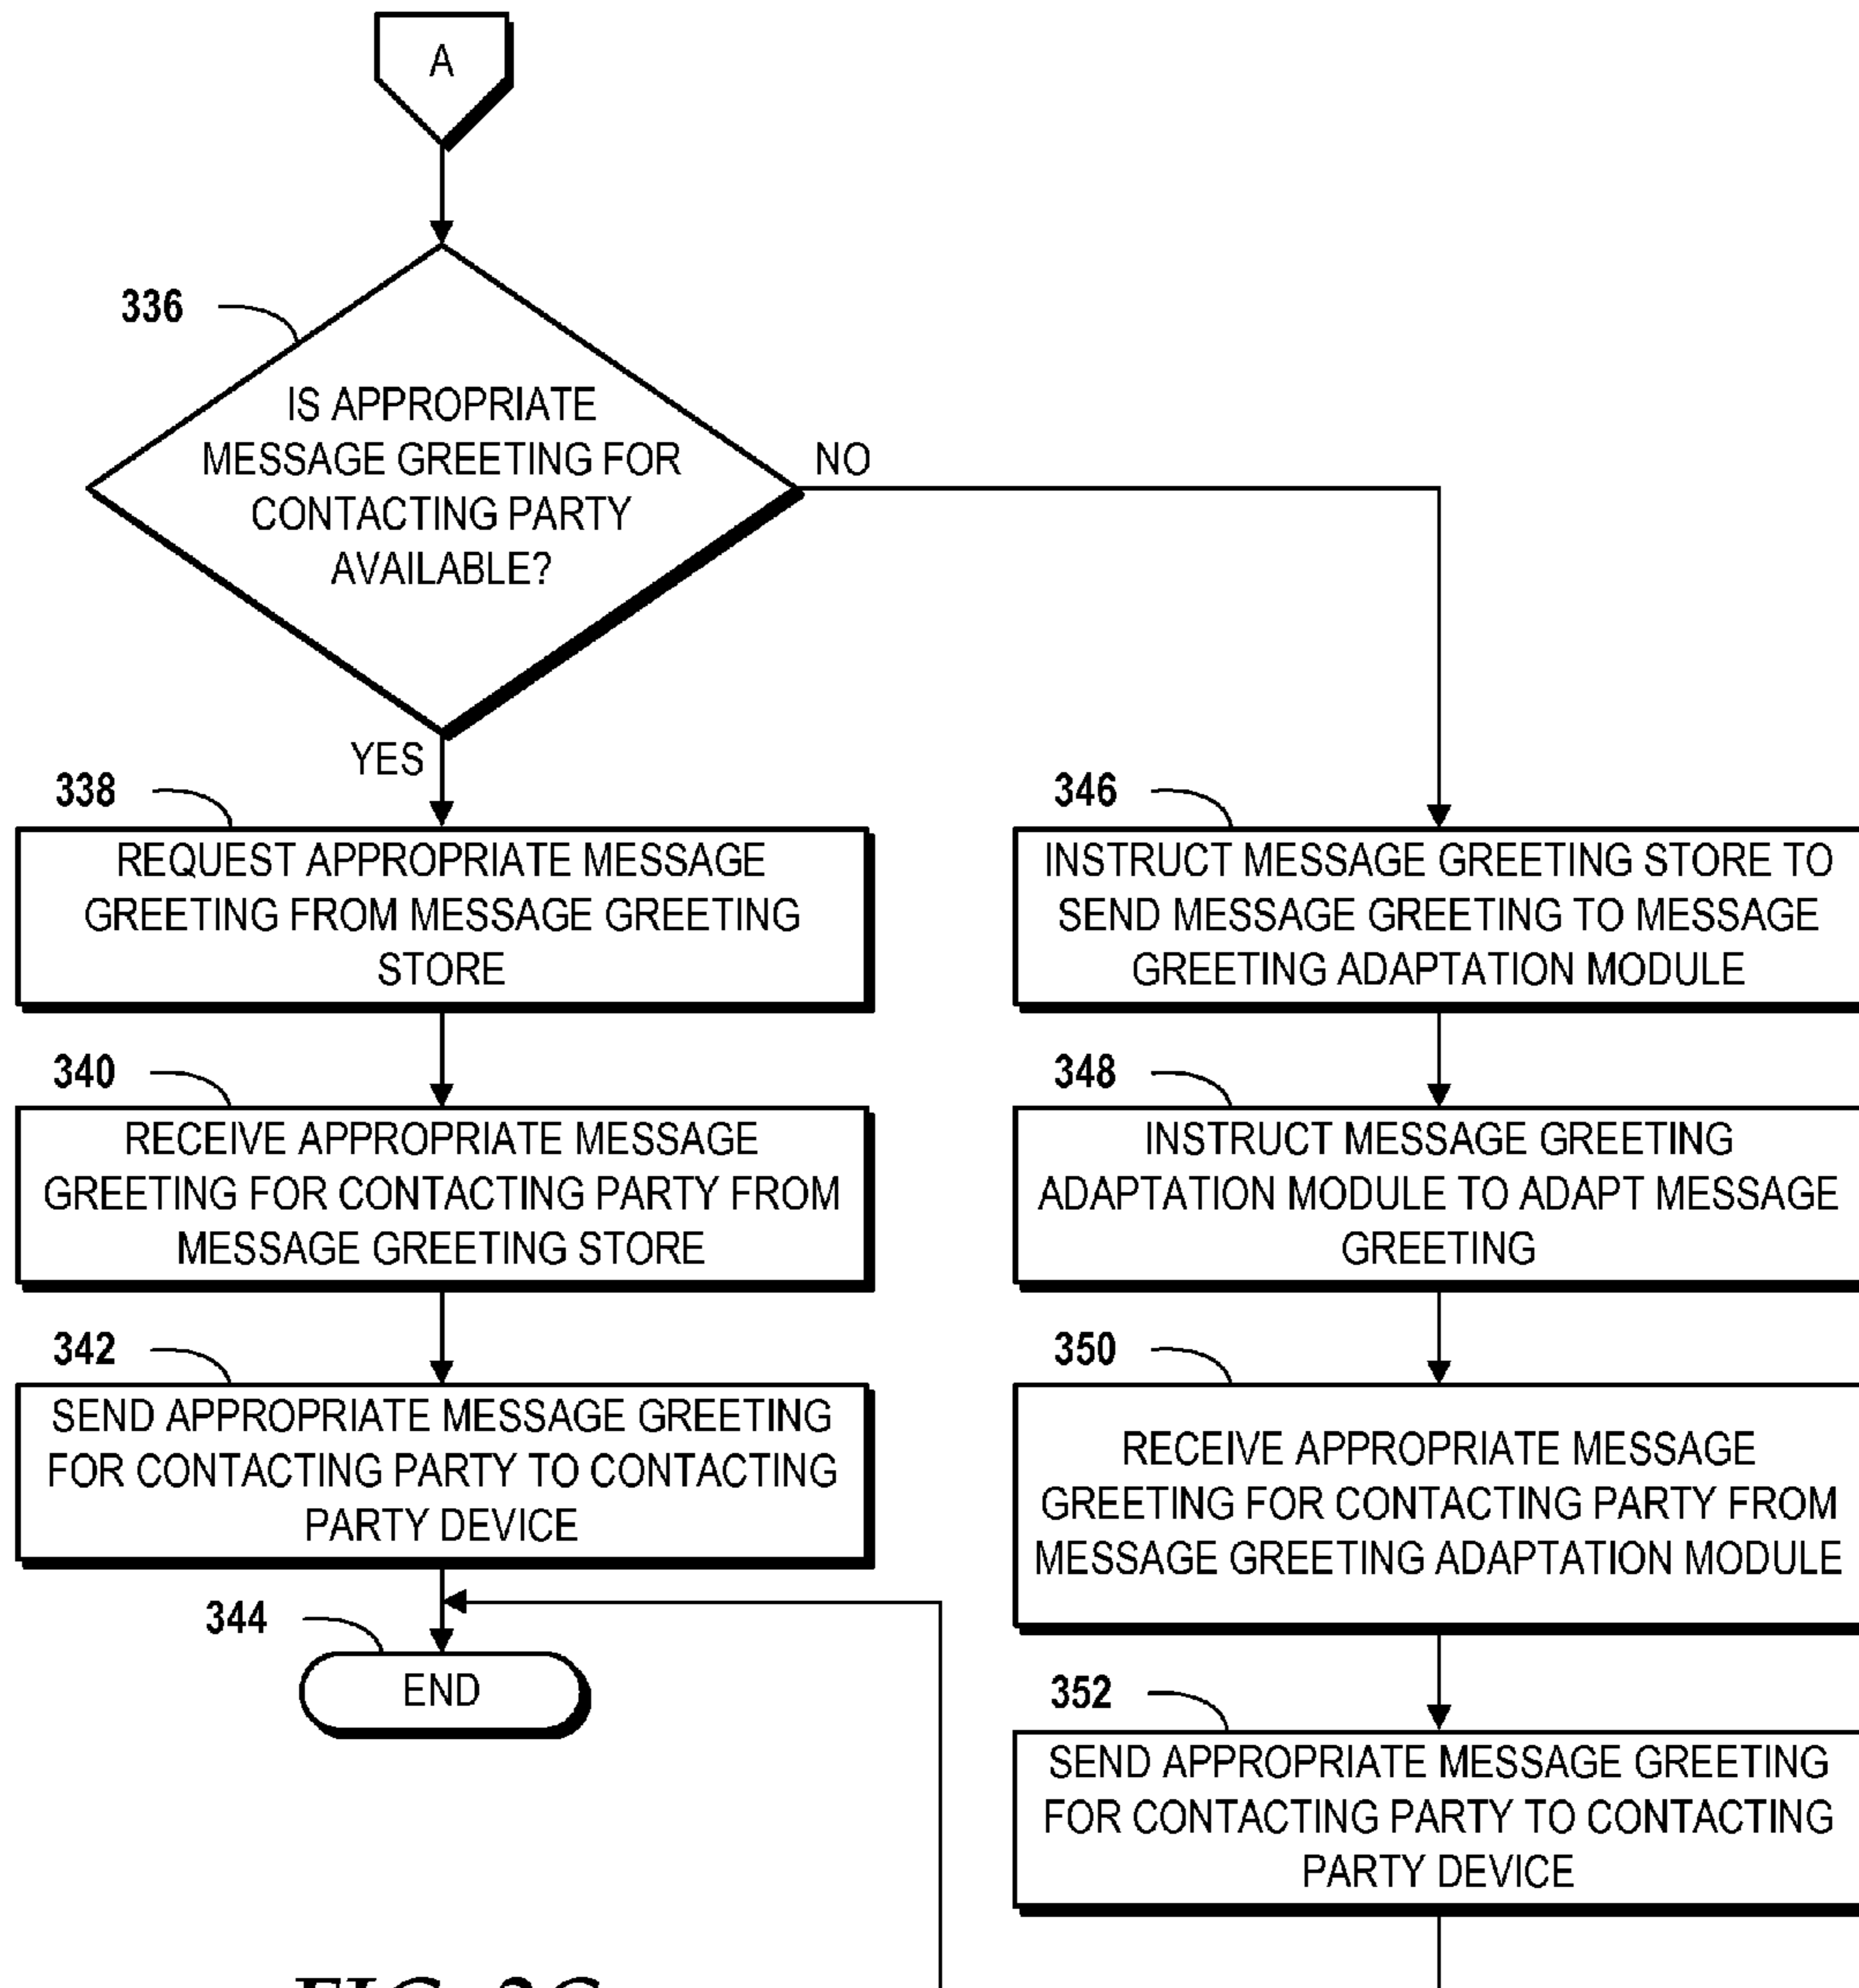 A
336
IS APPROPRIATE
MESSAGE GREETING FOR
CONTACTING PARTY
AVAILABLE?
NO
YES
338
REQUEST APPROPRIATE MESSAGE
GREETING FROM MESSAGE GREETING
STORE
340
RECEIVE APPROPRIATE MESSAGE
GREETING FOR CONTACTING PARTY FROM
MESSAGE GREETING STORE
342
SEND APPROPRIATE MESSAGE GREETING
FOR CONTACTING PARTY TO CONTACTING
PARTY DEVICE
344
END
346
INSTRUCT MESSAGE GREETING STORE TO
SEND MESSAGE GREETING TO MESSAGE
GREETING ADAPTATION MODULE
348
INSTRUCT MESSAGE GREETING
ADAPTATION MODULE TO ADAPT MESSAGE
GREETING
350
RECEIVE APPROPRIATE MESSAGE
GREETING FOR CONTACTING PARTY FROM
MESSAGE GREETING ADAPTATION MODULE
352
SEND APPROPRIATE MESSAGE GREETING
FOR CONTACTING PARTY TO CONTACTING
PARTY DEVICE